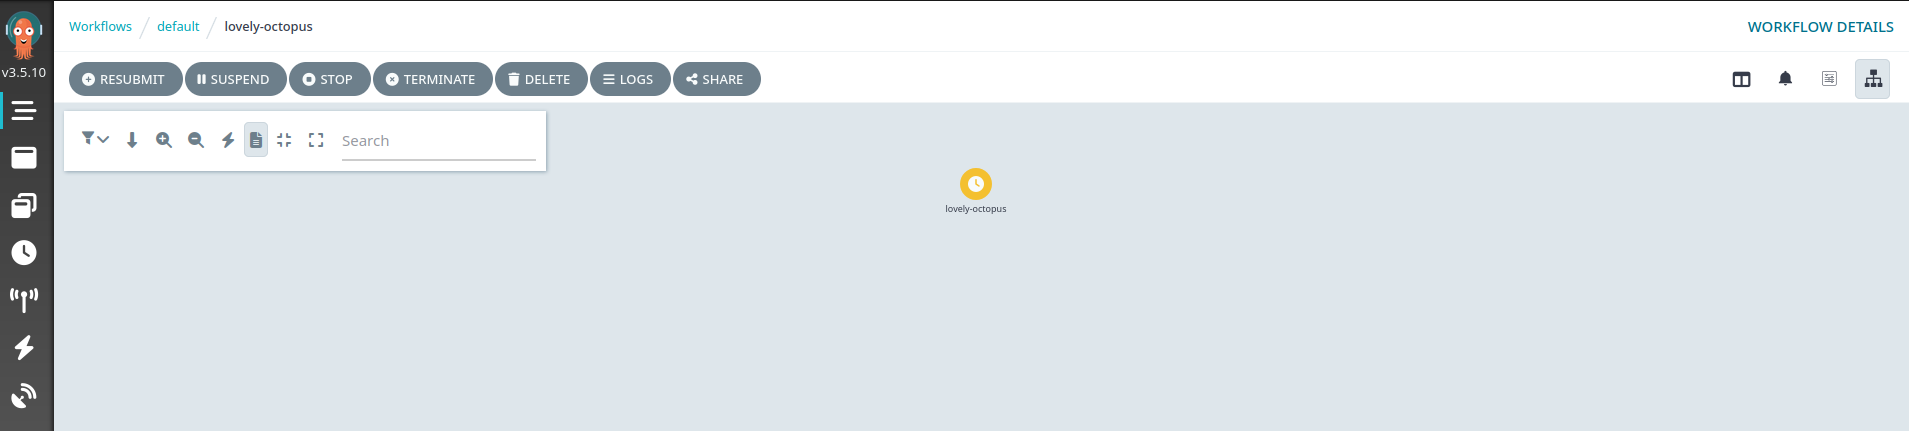 Workflows / default / lovely-octopus
WORKFLOW DETAILS
v3.5.10
RESUBMIT SUSPEND STOP TERMINATE DELETE LOGS SHARE
Search
lovely-octopus